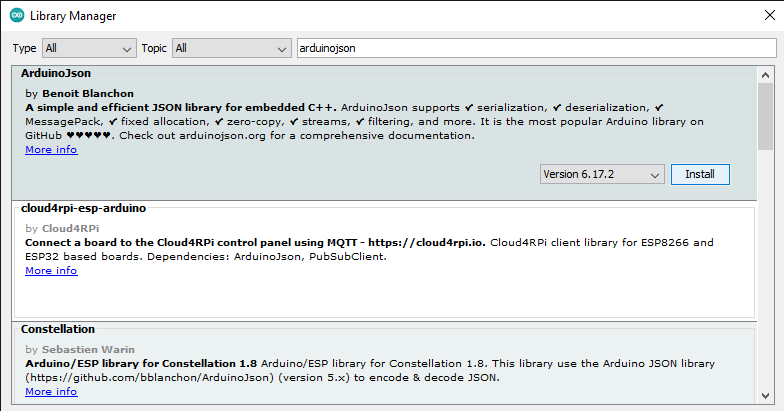 Library Manager
Type All Topic All arduinojson
ArduinoJson
by Benoit Blanchon
A simple and efficient JSON library for embedded C++. ArduinoJson supports ✔ serialization, ✔ deserialization, ✔
MessagePack, ✔ fixed allocation, ✔ zero-copy, ✔ streams, ✔ filtering, and more. It is the most popular Arduino library on
GitHub ♥♥♥♥♥. Check out arduinojson.org for a comprehensive documentation.
More info
Version 6.17.2 Install
cloud4rpi-esp-arduino
by Cloud4RPi
Connect a board to the Cloud4RPi control panel using MQTT - https://cloud4rpi.io. Cloud4RPi client library for ESP8266 and
ESP32 based boards. Dependencies: ArduinoJson, PubSubClient.
More info
Constellation
by Sebastien Warin
Arduino/ESP library for Constellation 1.8 Arduino/ESP library for Constellation 1.8. This library use the Arduino JSON library
(https://github.com/bblanchon/ArduinoJson) (version 5.x) to encode & decode JSON.
More info